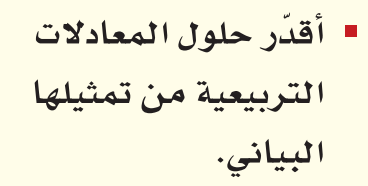 أقدّر حلول المعادلات
التربيعية من تمثيلها
البياني.